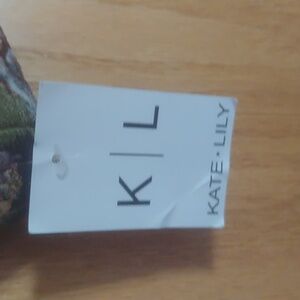 K | L
KATE · LILY